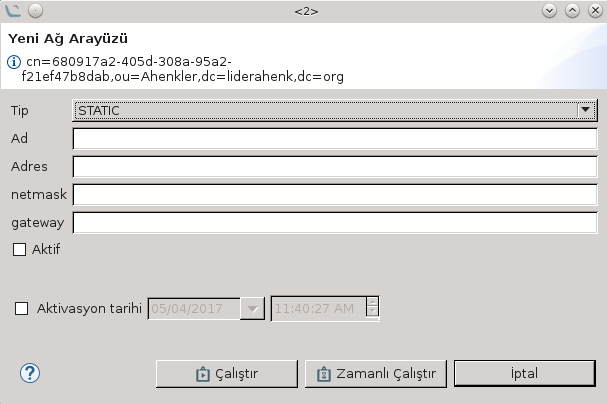 <2>
Yeni Ağ Arayüzü
cn=680917a2-405d-308a-95a2-
f21ef47b8dab,ou=Ahenkler,dc=liderahenk,dc=org
Tip STATIC
Ad
Adres
netmask
gateway
Aktif
Aktivasyon tarihi 05/04/2017 11:40:27 AM
Çalıştır Zamanlı Çalıştır İptal